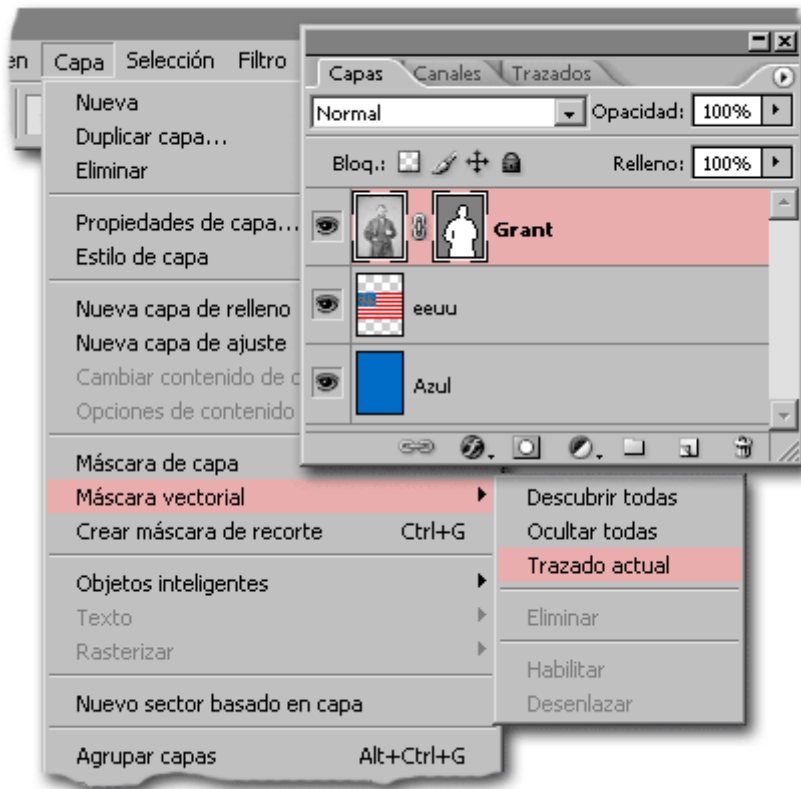 en Capa Selección Filtro
Nueva
Duplicar capa...
Eliminar
Propiedades de capa...
Estilo de capa
Nueva capa de relleno
Nueva capa de ajuste
Cambiar contenido de c
Opciones de contenido
Máscara de capa
Máscara vectorial
Crear máscara de recorte Ctrl+G
Objetos inteligentes
Texto
Rasterizar
Nuevo sector basado en capa
Agrupar capas Alt+Ctrl+G
Capas Canales Trazados
Normal Opacidad: 100%
Bloq.: Relleno: 100%
Grant
eeuu
Azul
Descubrir todas
Ocultar todas
Trazado actual
Eliminar
Habilitar
Desenlazar